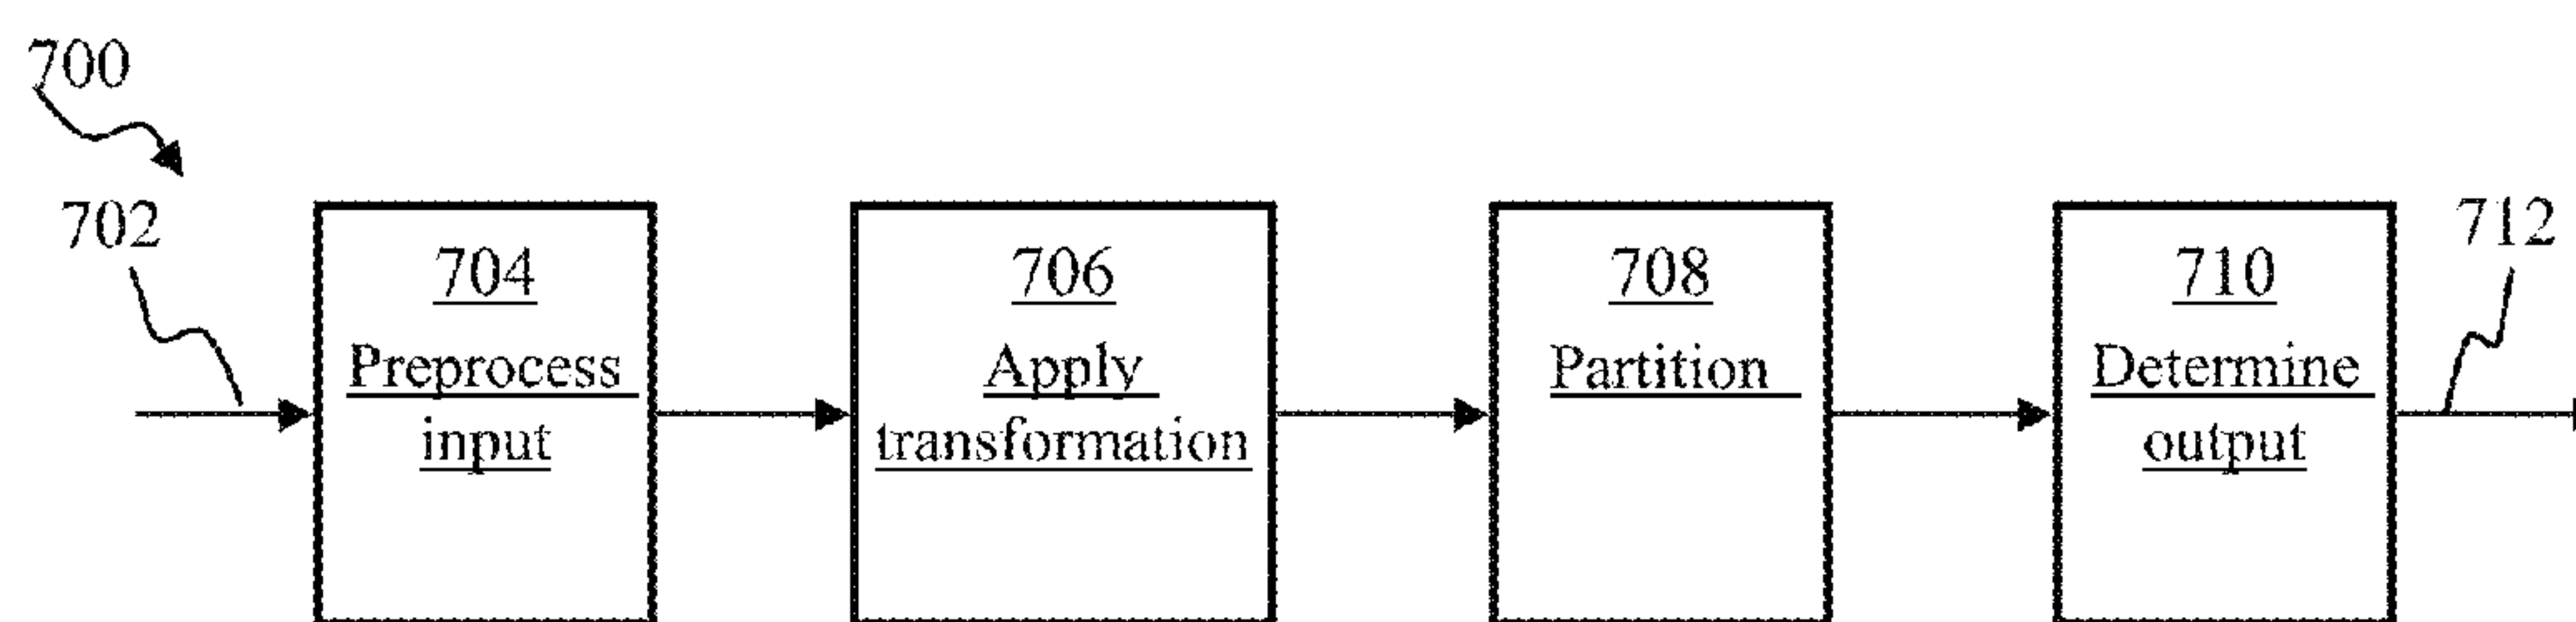 700
702
704
Preprocess
input
706
Apply
transformation
708
Partition
710
Determine
output
712